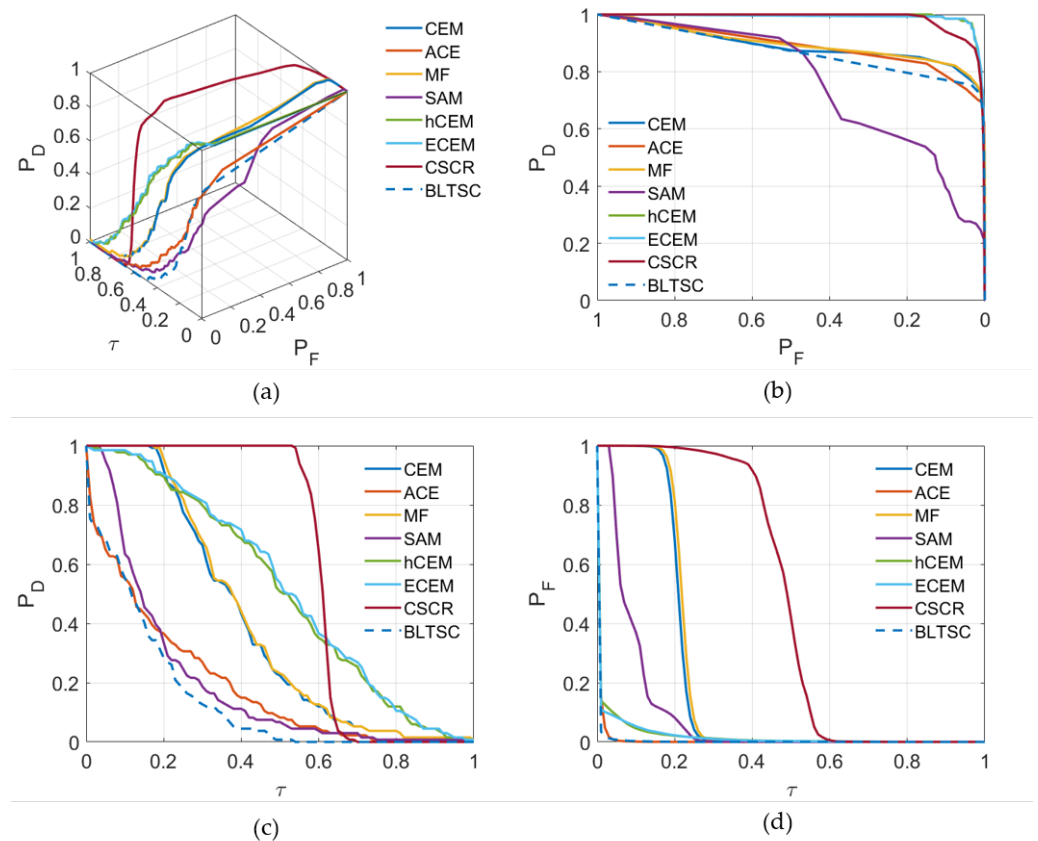 1
0.8
0.6
0.4
0.2
0
P_D
1
0.8
0.6
0.4
0.2
0
τ
0
0.2
0.4
0.6
0.8
1
P_F
CEM
ACE
MF
SAM
hCEM
ECEM
CSCR
BLTSC
(a)
1
0.8
0.6
0.4
0.2
0
P_D
1
0.8
0.6
0.4
0.2
0
P_F
CEM
ACE
MF
SAM
hCEM
ECEM
CSCR
BLTSC
(b)
1
0.8
0.6
0.4
0.2
0
P_D
0
0.2
0.4
0.6
0.8
1
τ
CEM
ACE
MF
SAM
hCEM
ECEM
CSCR
BLTSC
(c)
1
0.8
0.6
0.4
0.2
0
P_F
0
0.2
0.4
0.6
0.8
1
τ
CEM
ACE
MF
SAM
hCEM
ECEM
CSCR
BLTSC
(d)